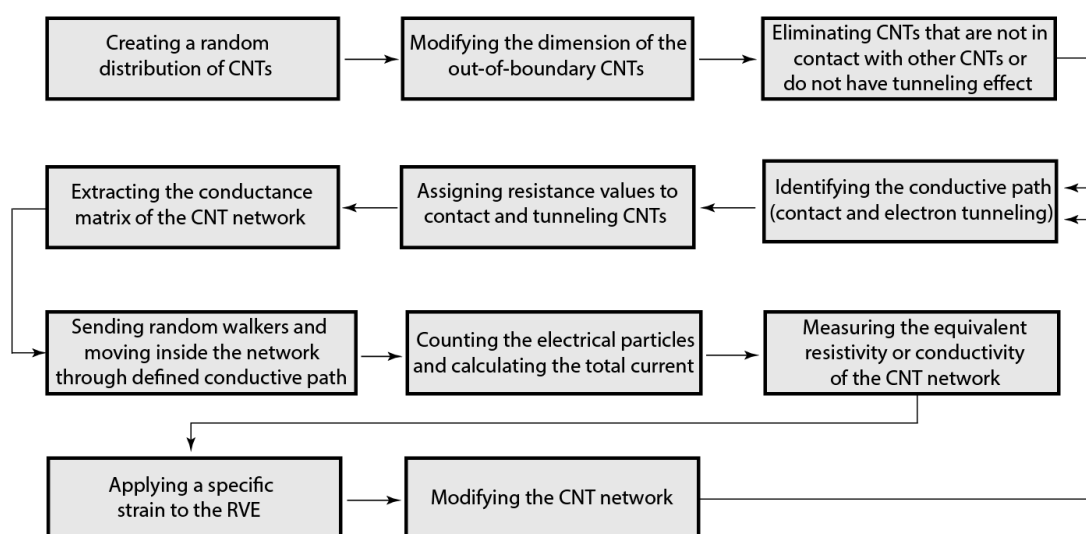 Creating a random
distribution of CNTs
Modifying the dimension of the
out-of-boundary CNTs
Eliminating CNTs that are not in
contact with other CNTs or
do not have tunneling effect
Identifying the conductive path
(contact and electron tunneling)
Assigning resistance values to
contact and tunneling CNTs
Extracting the conductance
matrix of the CNT network
Sending random walkers and
moving inside the network
through defined conductive path
Counting the electrical particles
and calculating the total current
Measuring the equivalent
resistivity or conductivity
of the CNT network
Applying a specific
strain to the RVE
Modifying the CNT network